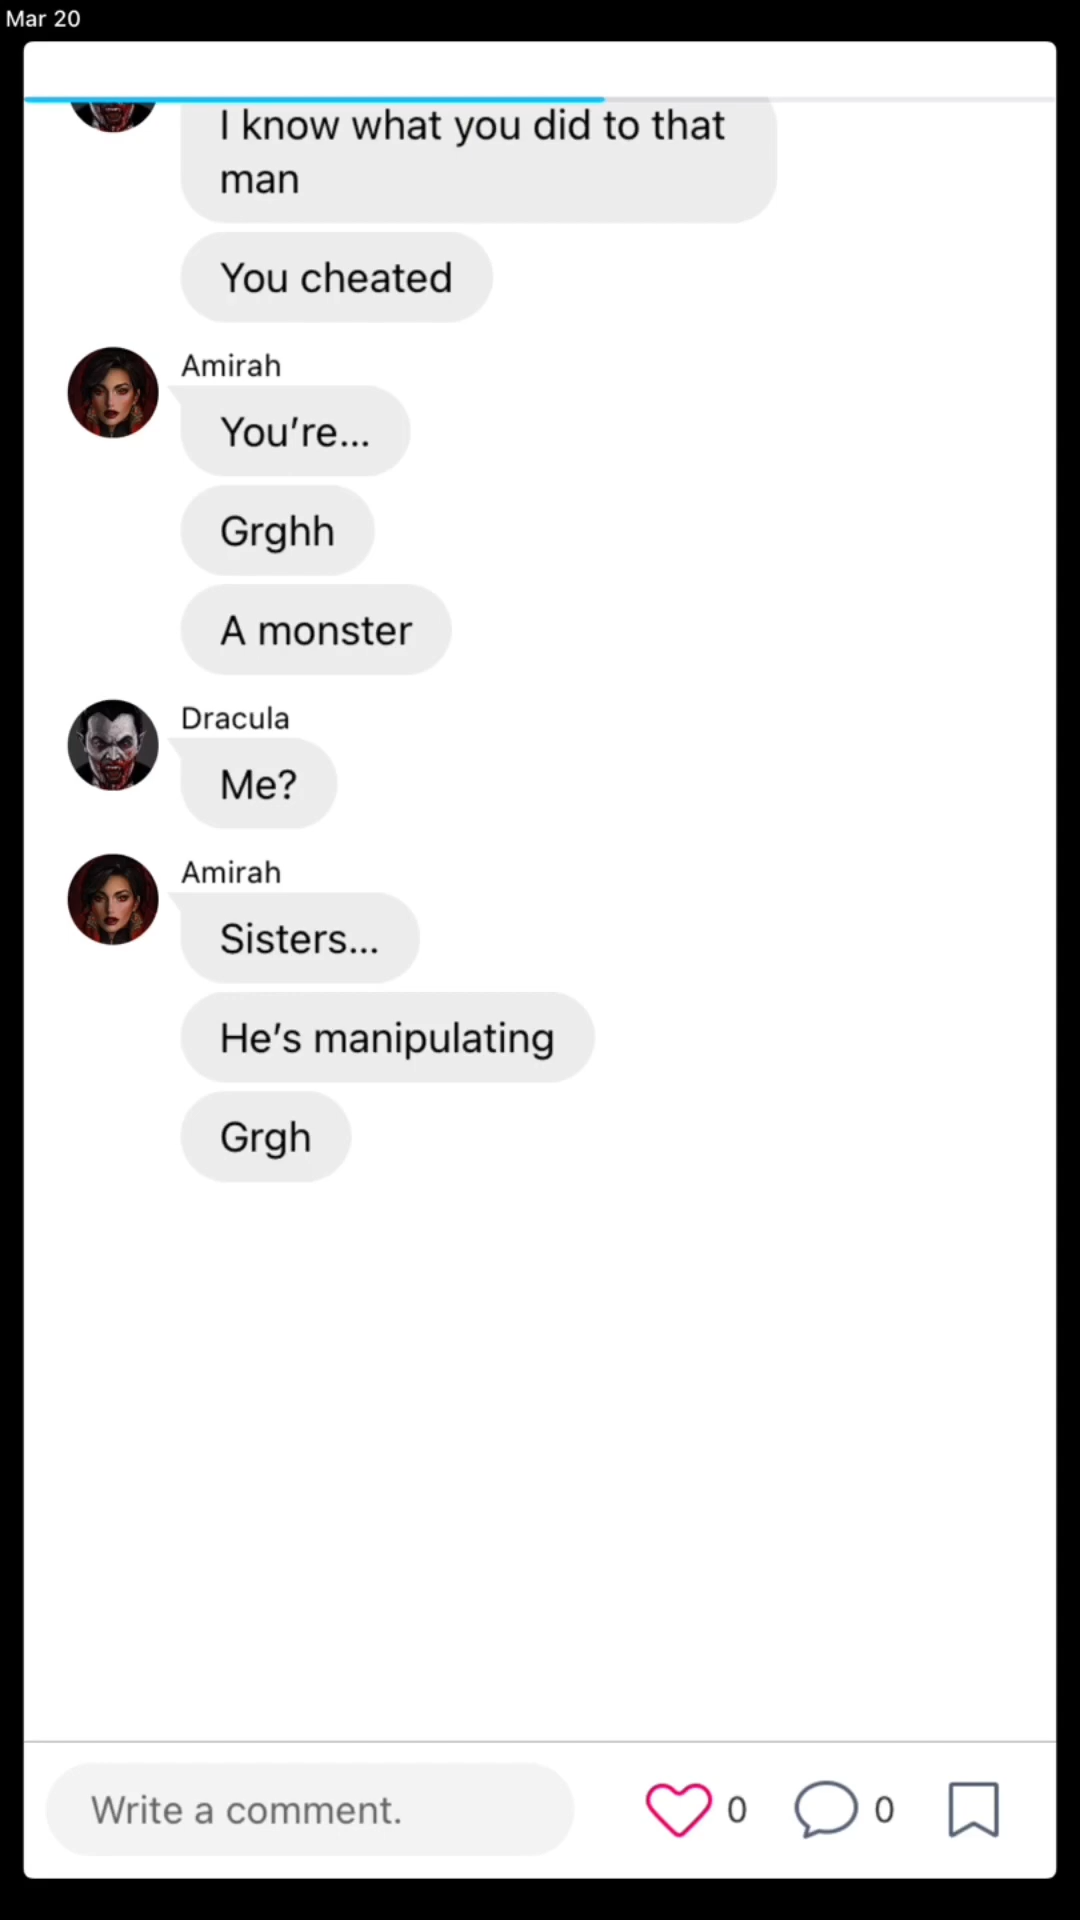 Mar 20
I know what you did to that
man
You cheated
Amirah
You’re...
Grghh
A monster
Dracula
Me?
Amirah
Sisters...
He’s manipulating
Grgh
Write a comment.
0
0